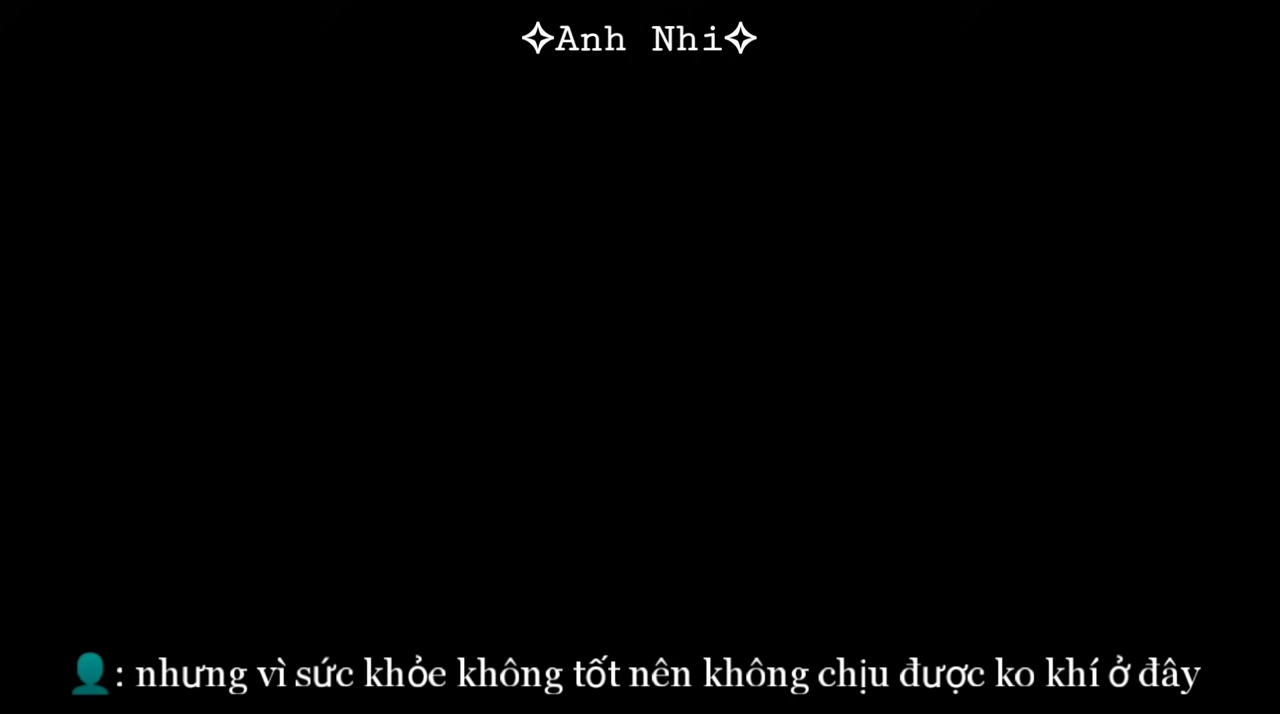 ✧Anh Nhi✧
👤: nhưng vì sức khỏe không tốt nên không chịu được ko khí ở đây